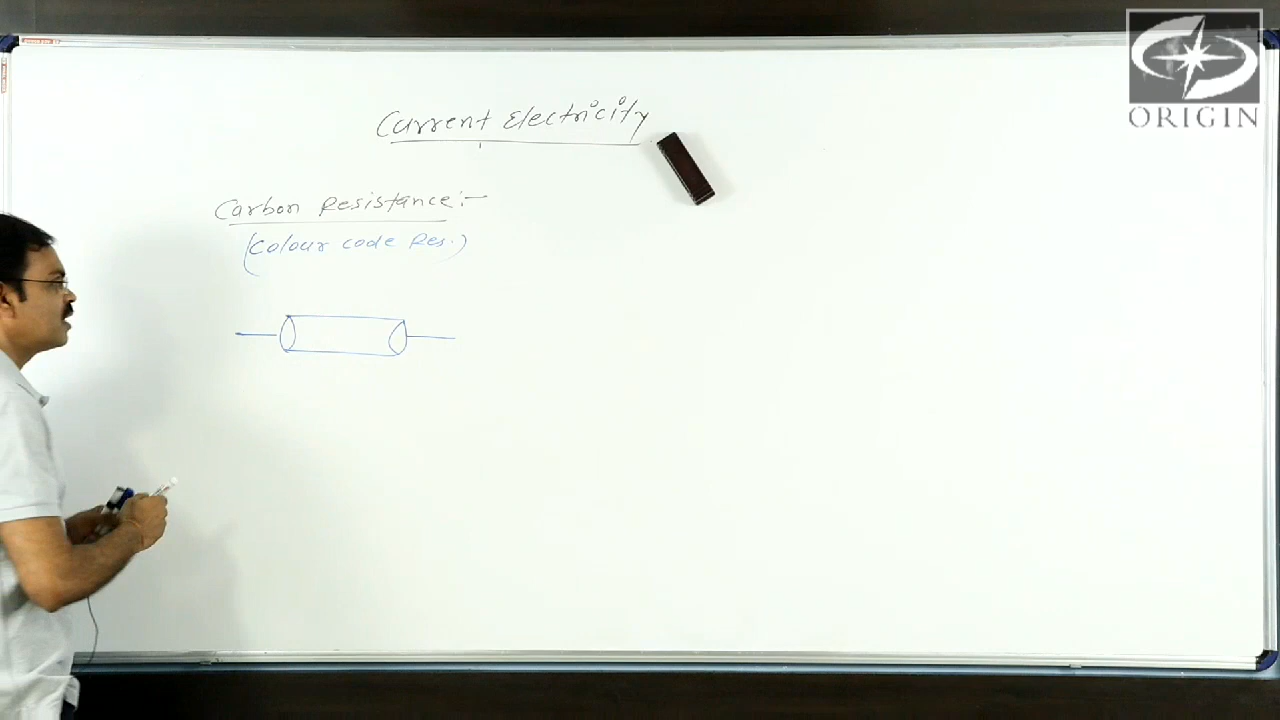 ORIGIN
Current Electricity
Carbon Resistance :-
(Colour code Res.)